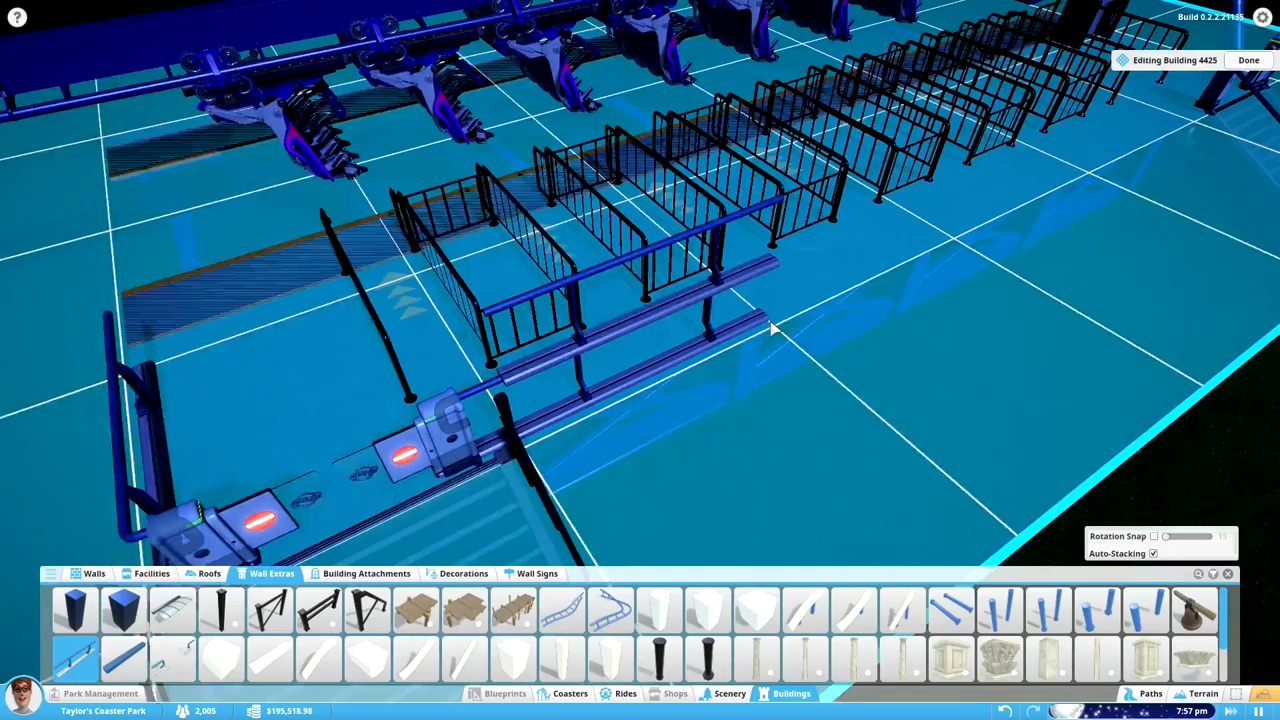 ?
Build 0.2.2.21135
Editing Building 4425
Done
Rotation Snap
15
Auto-Stacking
Walls
Facilities
Roofs
Wall Extras
Building Attachments
Decorations
Wall Signs
Park Management
Blueprints
Coasters
Rides
Shops
Scenery
Buildings
Paths
Terrain
Taylor's Coaster Park
2,005
$195,518.98
7:57 pm